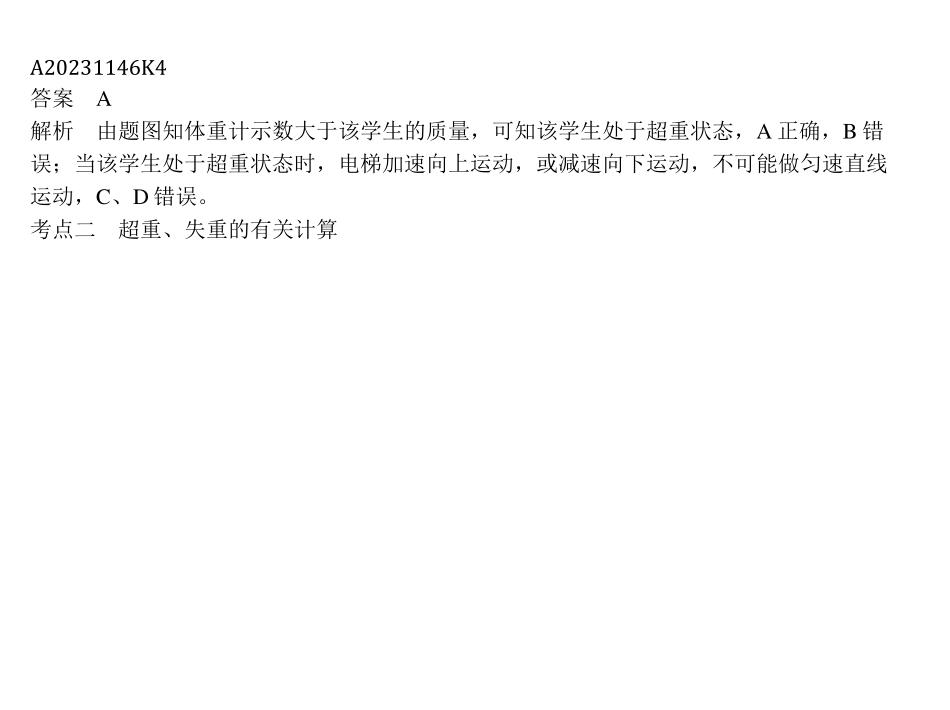 A20231146K4
答案　A
解析　由题图知体重计示数大于该学生的质量，可知该学生处于超重状态，A 正确，B 错
误；当该学生处于超重状态时，电梯加速向上运动，或减速向下运动，不可能做匀速直线
运动，C、D 错误。
考点二　超重、失重的有关计算